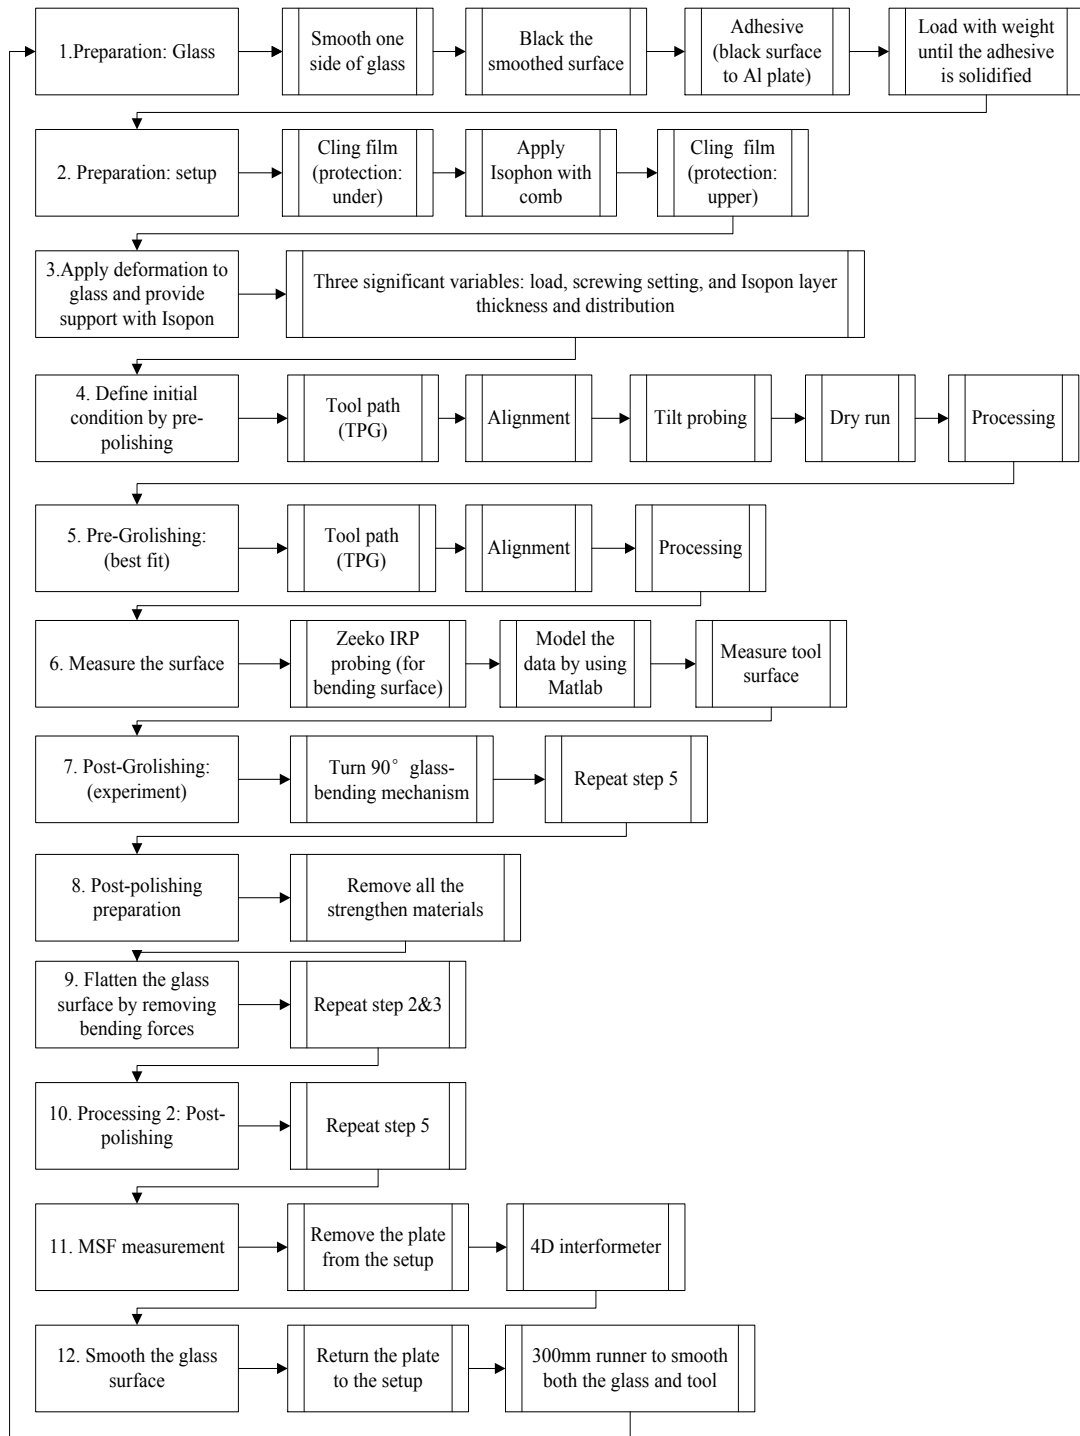 1.Preparation: Glass
Smooth one
side of glass
Black the
smoothed surface
Adhesive
(black surface
to Al plate)
Load with weight
until the adhesive
is solidified
2. Preparation: setup
Cling film
(protection:
under)
Apply
Isophon with
comb
Cling film
(protection:
upper)
3.Apply deformation to
glass and provide
support with Isopon
Three significant variables: load, screwing setting, and Isopon layer
thickness and distribution
4. Define initial
condition by pre-
polishing
Tool path
(TPG)
Alignment
Tilt probing
Dry run
Processing
5. Pre-Grolishing:
(best fit)
Tool path
(TPG)
Alignment
Processing
6. Measure the surface
Zeeko IRP
probing (for
bending surface)
Model the
data by using
Matlab
Measure tool
surface
7. Post-Grolishing:
(experiment)
Turn 90° glass-
bending mechanism
Repeat step 5
8. Post-polishing
preparation
Remove all the
strengthen materials
9. Flatten the glass
surface by removing
bending forces
Repeat step 2&3
10. Processing 2: Post-
polishing
Repeat step 5
11. MSF measurement
Remove the plate
from the setup
4D interformeter
12. Smooth the glass
surface
Return the plate
to the setup
300mm runner to smooth
both the glass and tool